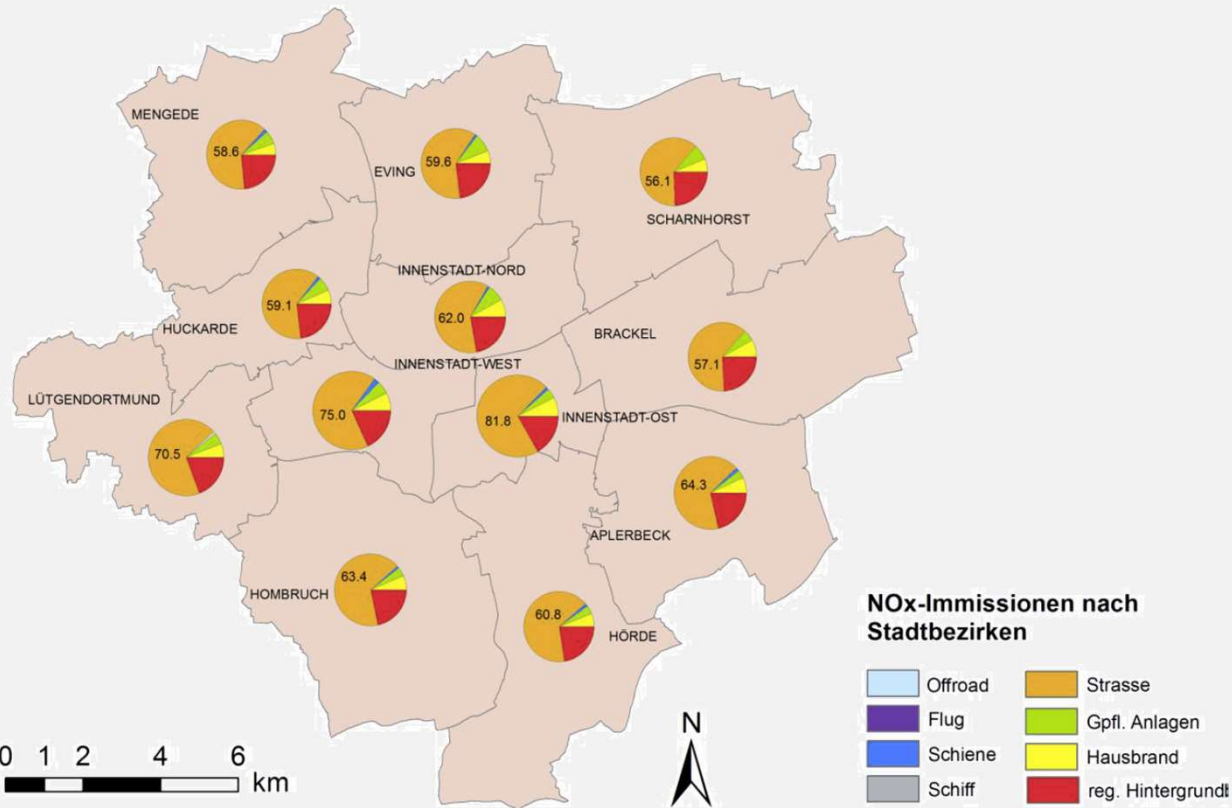 MENGEDE
58.6
EVING
59.6
56.1
SCHARNHORST
INNENSTADT-NORD
59.1
62.0
HUCKARDE
BRACKEL
57.1
INNENSTADT-WEST
LÜTGENDORTMUND
75.0
81.8
INNENSTADT-OST
70.5
64.3
APLERBECK
63.4
HOMBRUCH
60.8
HÖRDE
NOx-Immissionen nach
Stadtbezirken
Offroad
Strasse
Flug
Gpfl. Anlagen
Schiene
Hausbrand
Schiff
reg. Hintergrund
N
0 1 2 4 6
km